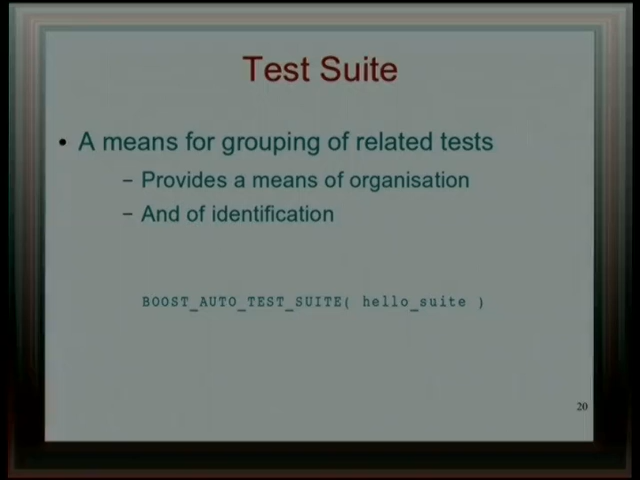 Test Suite
• A means for grouping of related tests
– Provides a means of organisation
– And of identification
BOOST_AUTO_TEST_SUITE( hello_suite )
20